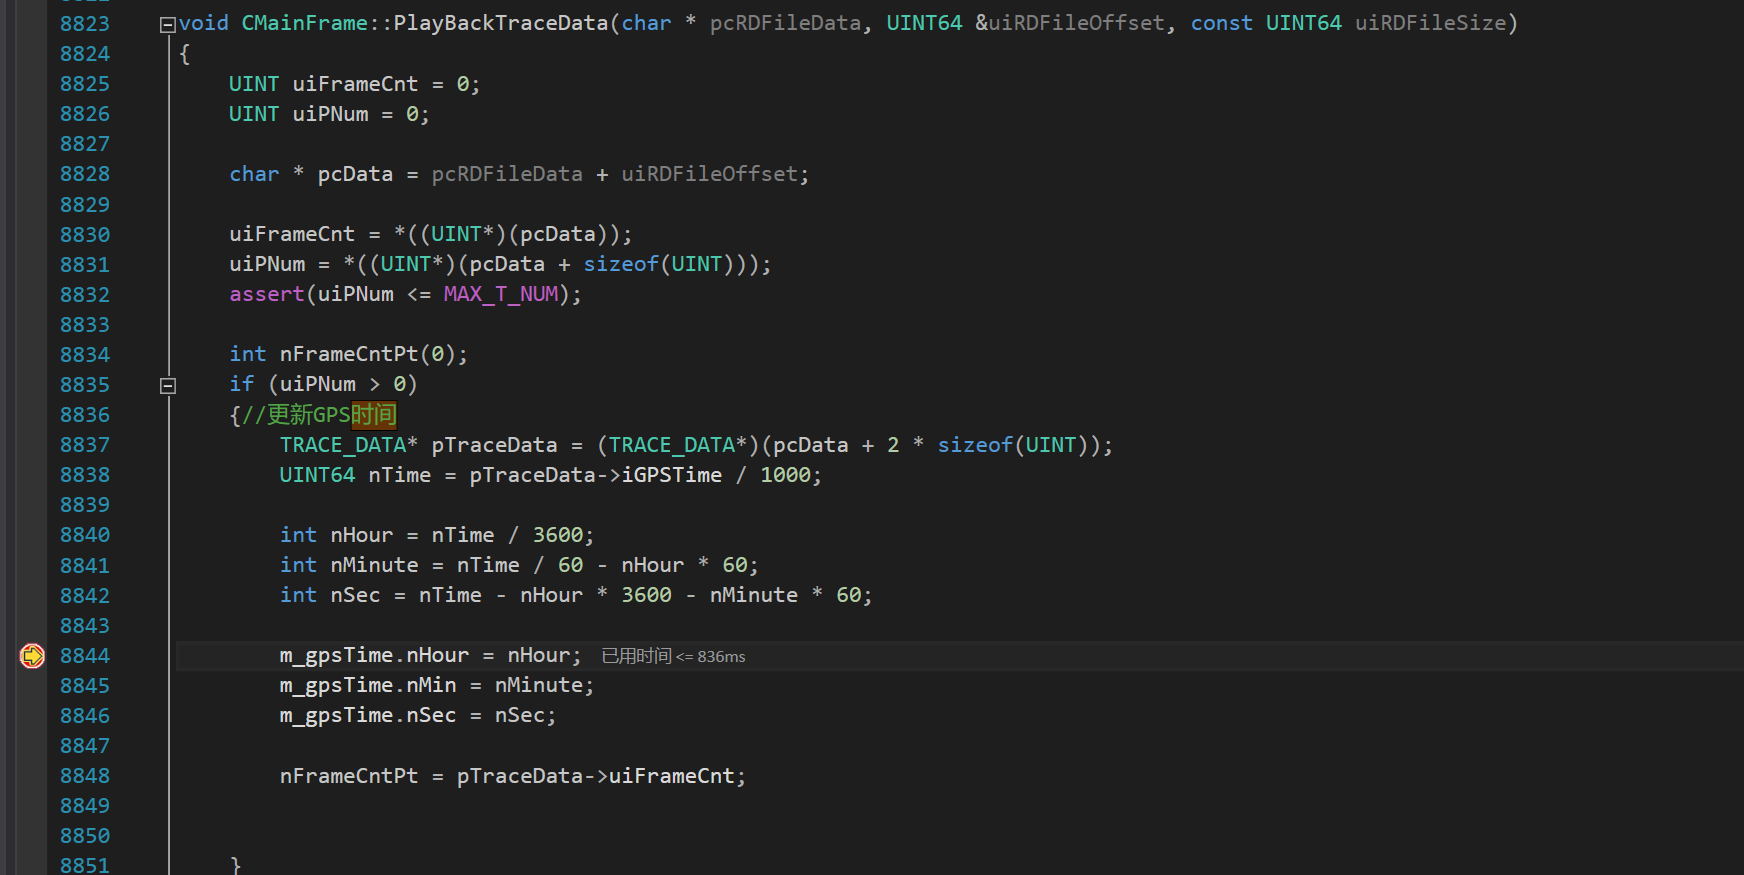 8823 void CMainFrame::PlayBackTraceData(char * pcRDFileData, UINT64 &uiRDFileOffset, const UINT64 uiRDFileSize)
8824 {
8825 UINT uiFrameCnt = 0;
8826 UINT uiPNum = 0;
8827
8828 char * pcData = pcRDFileData + uiRDFileOffset;
8829
8830 uiFrameCnt = *((UINT*)(pcData));
8831 uiPNum = *((UINT*)(pcData + sizeof(UINT)));
8832 assert(uiPNum <= MAX_T_NUM);
8833
8834 int nFrameCntPt(0);
8835 if (uiPNum > 0)
8836 {//更新GPS时间
8837 TRACE_DATA* pTraceData = (TRACE_DATA*)(pcData + 2 * sizeof(UINT));
8838 UINT64 nTime = pTraceData->iGPSTime / 1000;
8839
8840 int nHour = nTime / 3600;
8841 int nMinute = nTime / 60 - nHour * 60;
8842 int nSec = nTime - nHour * 3600 - nMinute * 60;
8843
8844 m_gpsTime.nHour = nHour; 已用时间 <= 836ms
8845 m_gpsTime.nMin = nMinute;
8846 m_gpsTime.nSec = nSec;
8847
8848 nFrameCntPt = pTraceData->uiFrameCnt;
8849
8850
8851 }